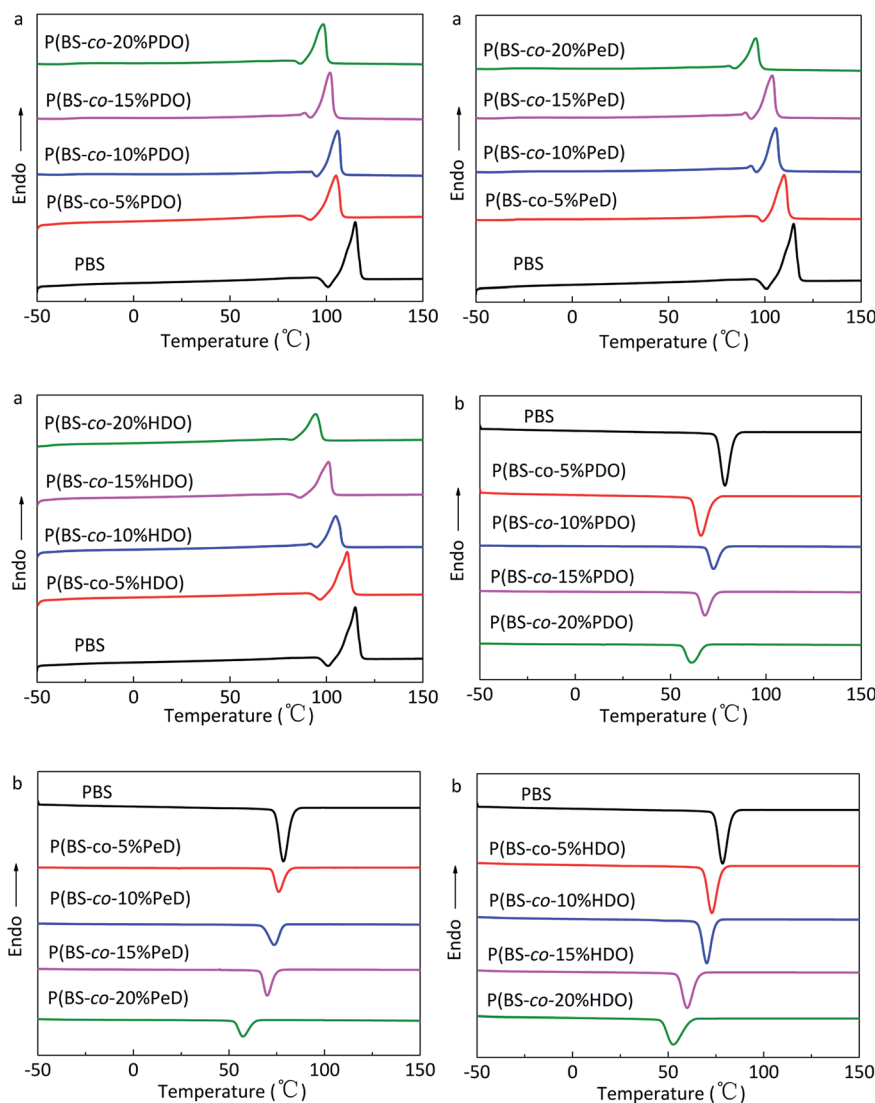 a
P(BS-co-20%PDO)
P(BS-co-15%PDO)
P(BS-co-10%PDO)
P(BS-co-5%PDO)
PBS
Endo
-50 0 50 100 150
Temperature (℃)
P(BS-co-20%PeD)
P(BS-co-15%PeD)
P(BS-co-10%PeD)
P(BS-co-5%PeD)
PBS
Endo
-50 0 50 100 150
Temperature (℃)
a
P(BS-co-20%HDO)
P(BS-co-15%HDO)
P(BS-co-10%HDO)
P(BS-co-5%HDO)
PBS
Endo
-50 0 50 100 150
Temperature (℃)
b
PBS
P(BS-co-5%PDO)
P(BS-co-10%PDO)
P(BS-co-15%PDO)
P(BS-co-20%PDO)
Endo
-50 0 50 100 150
Temperature (℃)
b
PBS
P(BS-co-5%PeD)
P(BS-co-10%PeD)
P(BS-co-15%PeD)
P(BS-co-20%PeD)
Endo
-50 0 50 100 150
Temperature (℃)
b
PBS
P(BS-co-5%HDO)
P(BS-co-10%HDO)
P(BS-co-15%HDO)
P(BS-co-20%HDO)
Endo
-50 0 50 100 150
Temperature (℃)